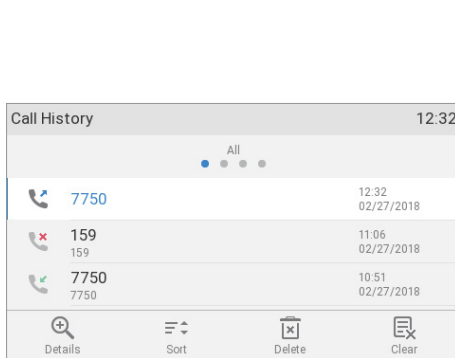 Call History 12:32
All
7750 12:32
02/27/2018
159 11:06
159 02/27/2018
7750 10:51
7750 02/27/2018
Details Sort Delete Clear